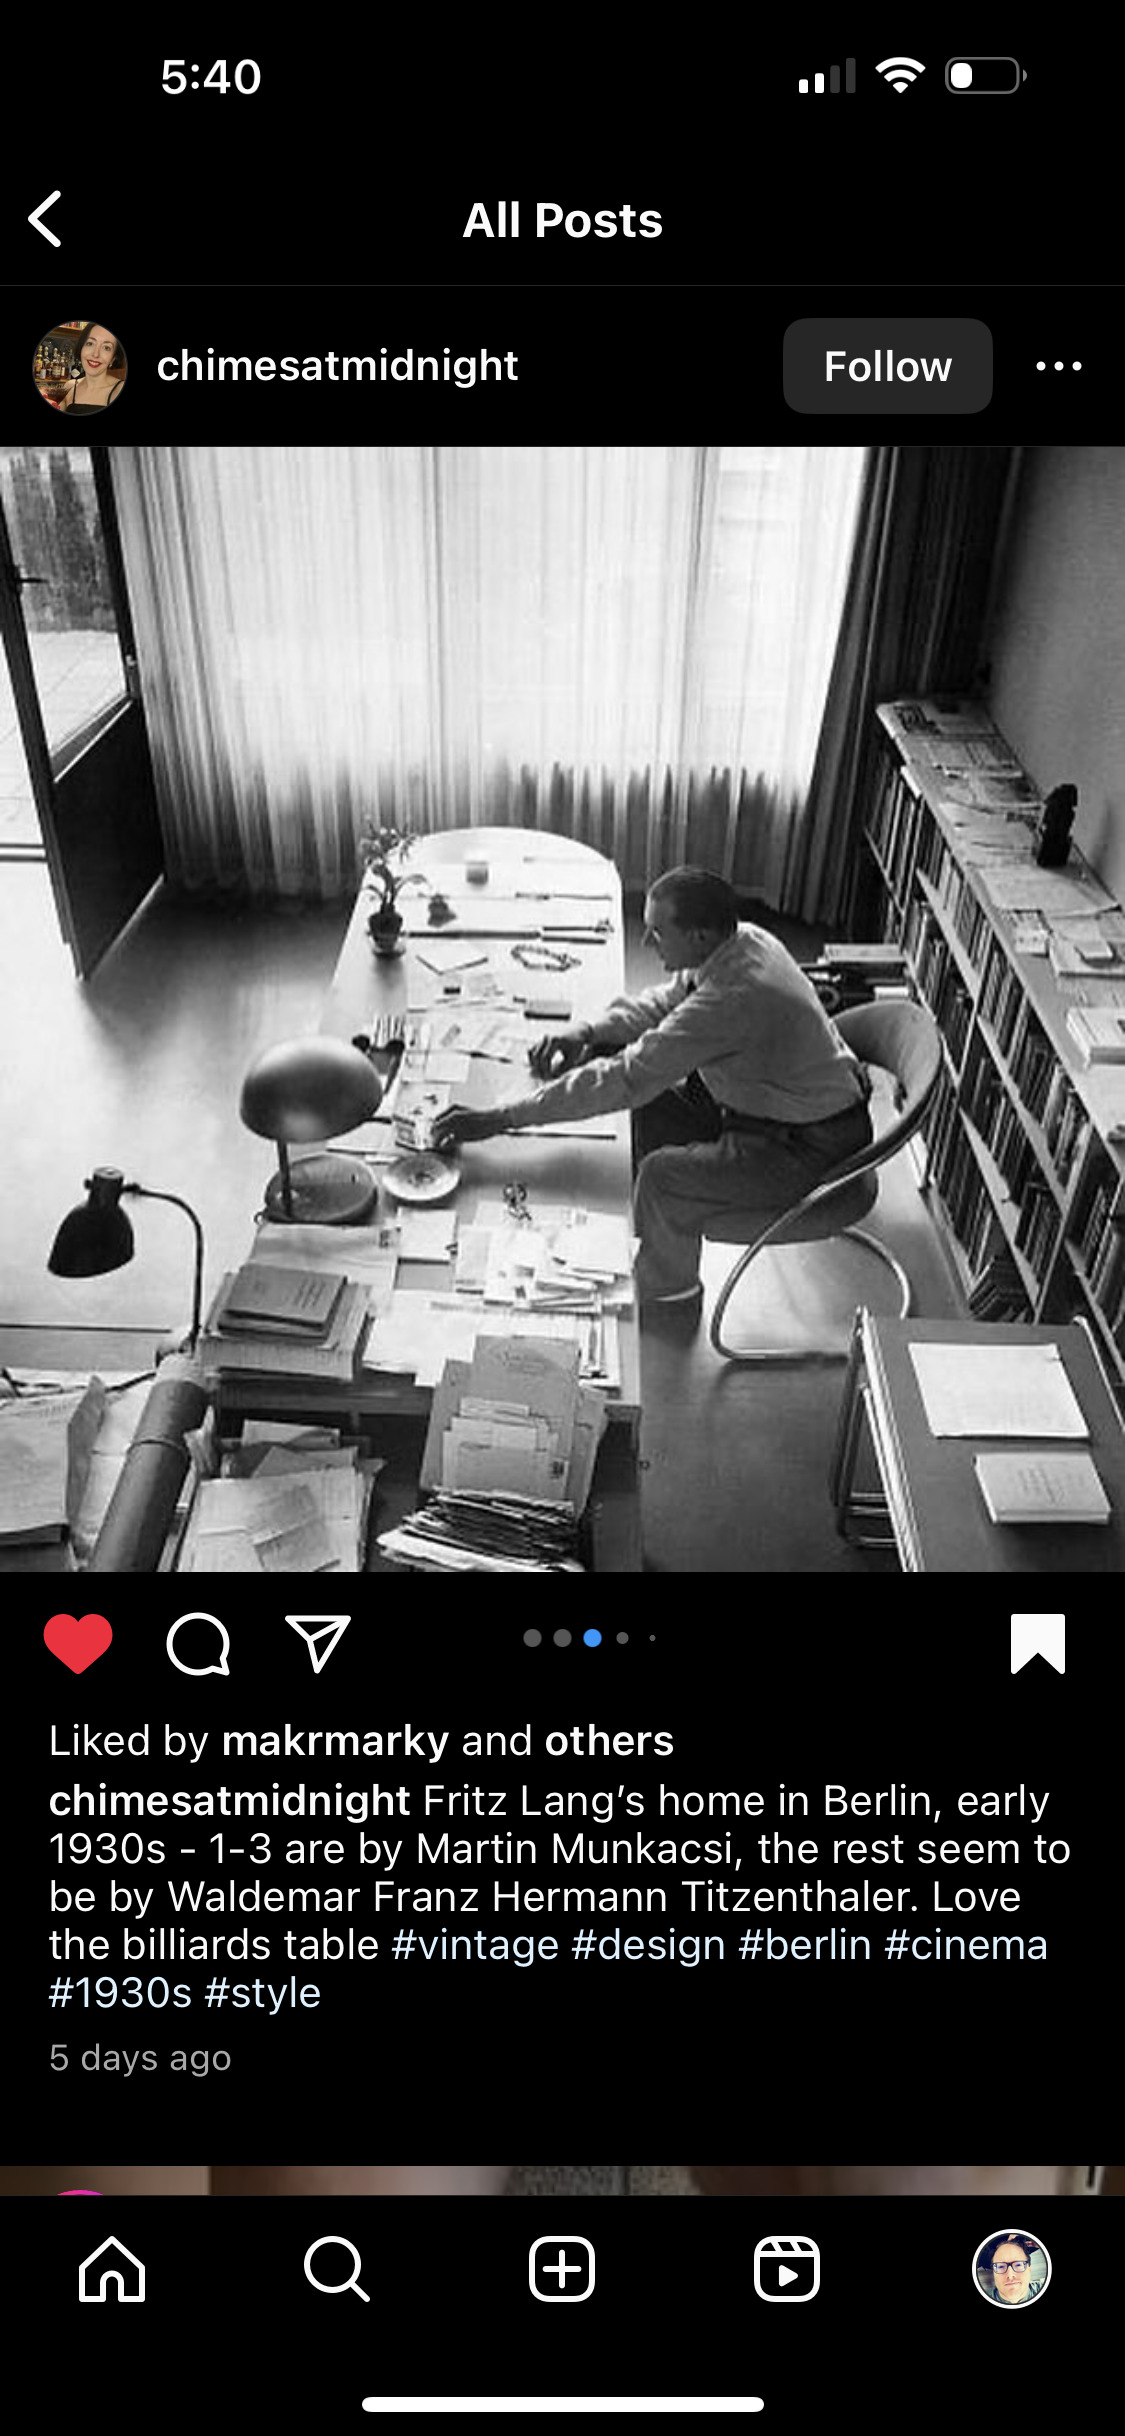 5:40
All Posts
chimesatmidnight
Follow
Liked by makrmarky and others
chimesatmidnight Fritz Lang’s home in Berlin, early
1930s - 1-3 are by Martin Munkacsi, the rest seem to
be by Waldemar Franz Hermann Titzenthaler. Love
the billiards table #vintage #design #berlin #cinema
#1930s #style
5 days ago